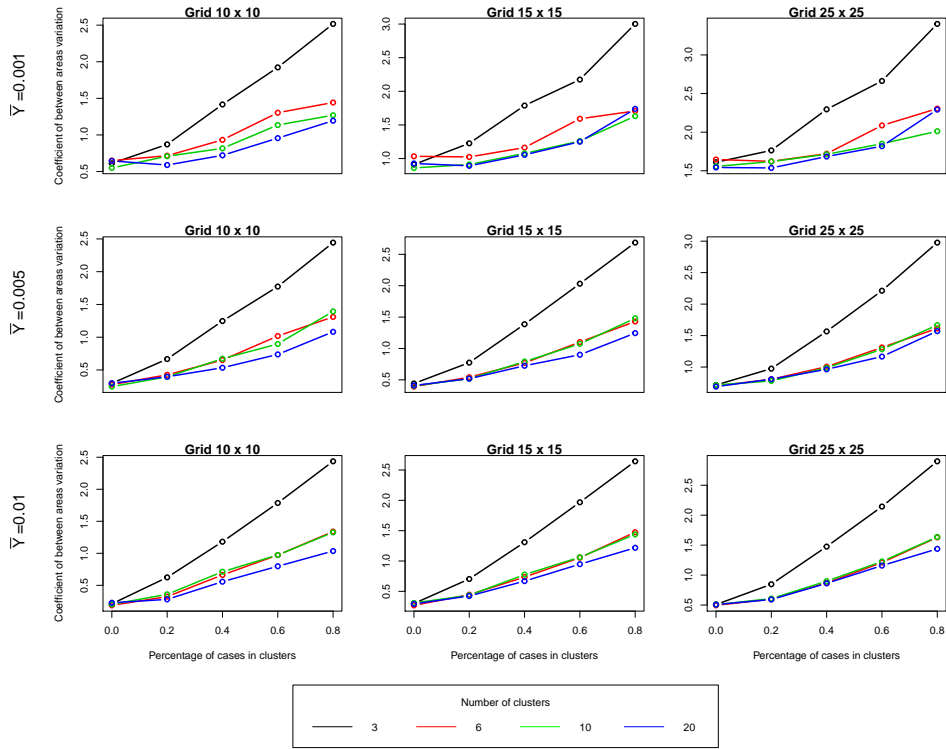 Grid 10 x 10
Grid 15 x 15
Grid 25 x 25
Y =0.001
Coefficient of between areas variation
0.5 1.0 1.5 2.0 2.5
1.0 1.5 2.0 2.5 3.0
1.5 2.0 2.5 3.0
Grid 10 x 10
Grid 15 x 15
Grid 25 x 25
Y =0.005
Coefficient of between areas variation
0.5 1.0 1.5 2.0 2.5
0.5 1.0 1.5 2.0 2.5
1.0 1.5 2.0 2.5 3.0
Grid 10 x 10
Grid 15 x 15
Grid 25 x 25
Y =0.01
Coefficient of between areas variation
0.5 1.0 1.5 2.0 2.5
0.5 1.0 1.5 2.0 2.5
0.5 1.0 1.5 2.0 2.5
0.0 0.2 0.4 0.6 0.8
0.0 0.2 0.4 0.6 0.8
0.0 0.2 0.4 0.6 0.8
Percentage of cases in clusters
Percentage of cases in clusters
Percentage of cases in clusters
Number of clusters
3 6 10 20